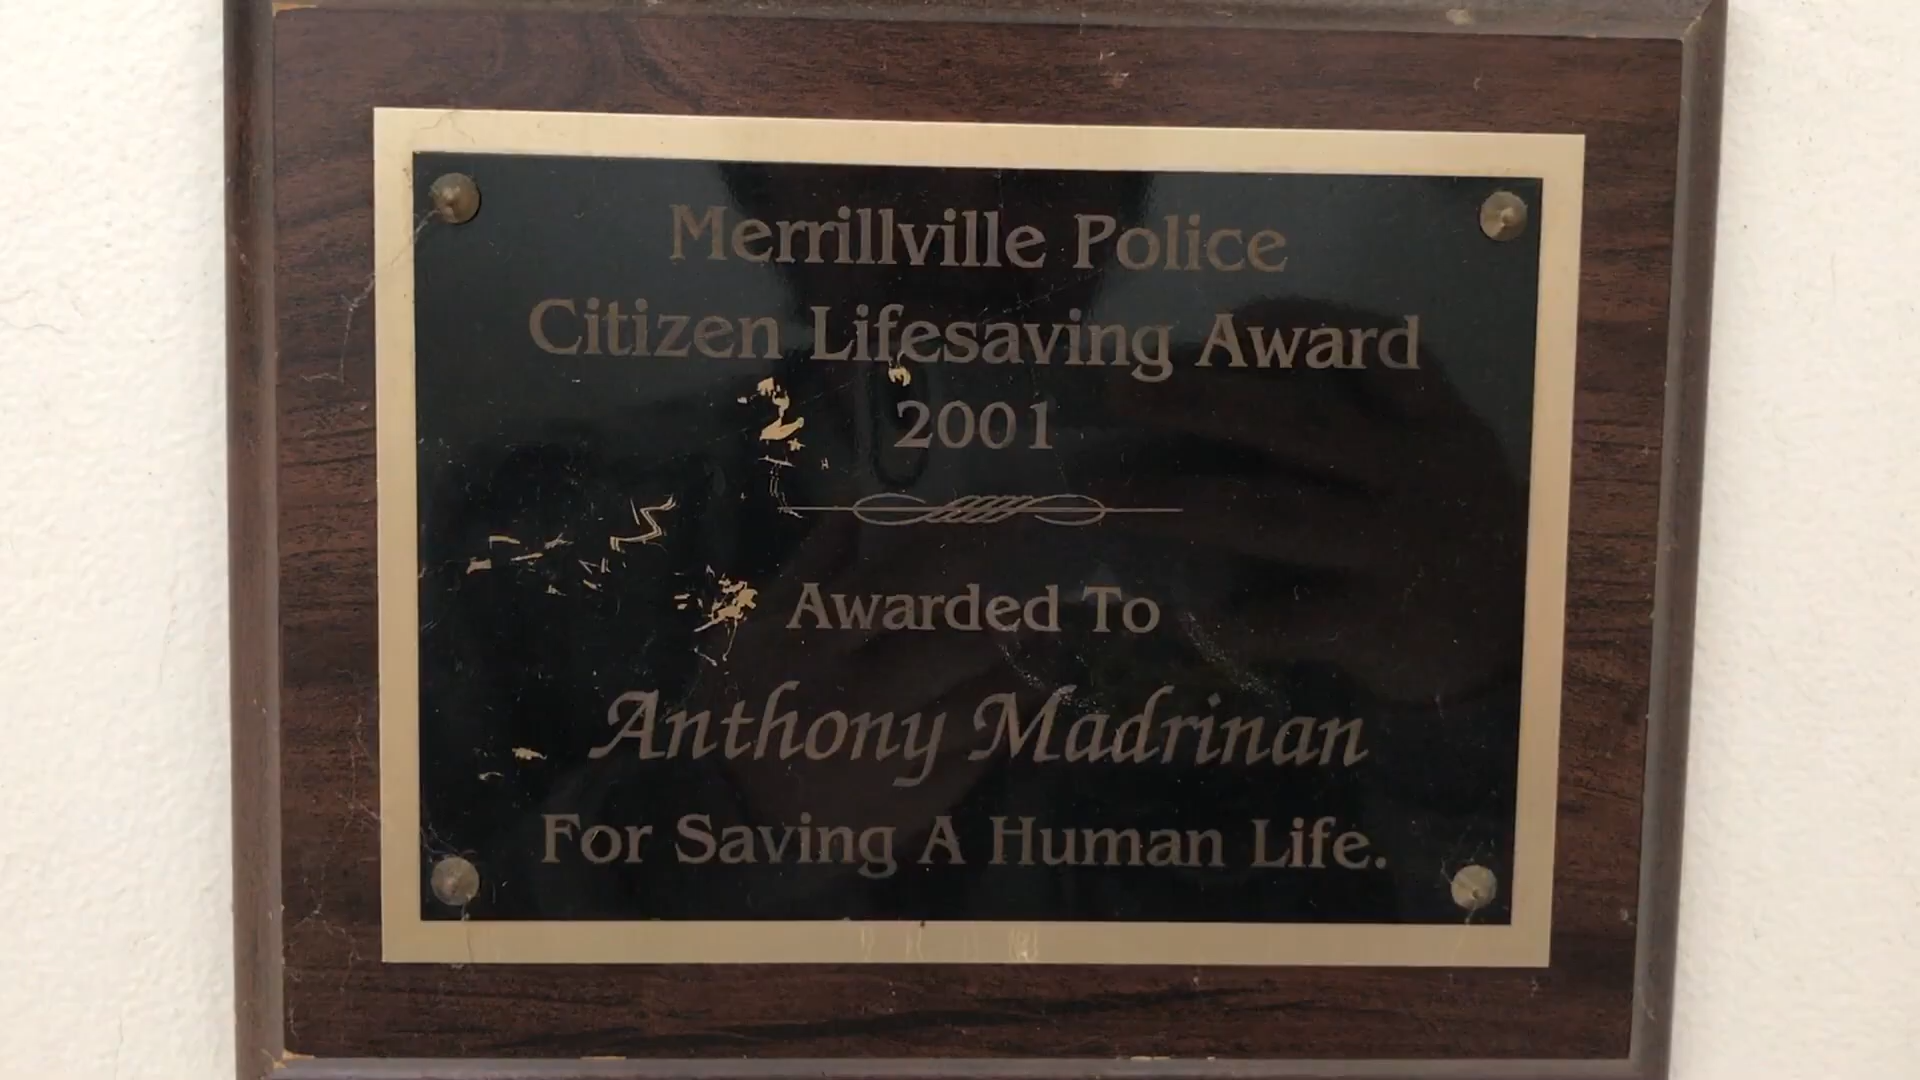 Merrillville Police
Citizen Lifesaving Award
2001
Awarded To
Anthony Madrinan
For Saving A Human Life.